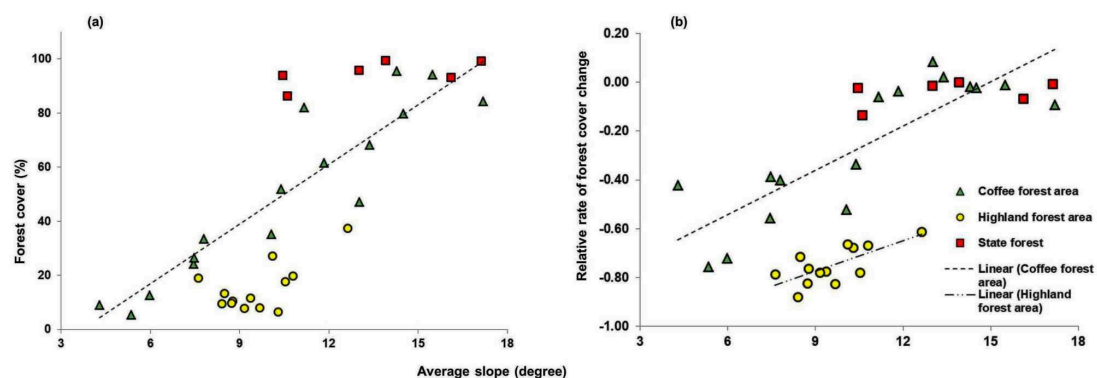 (a)
Forest cover (%)
100
80
60
40
20
0
3 6 9 12 15 18
(b)
Relative rate of forest cover change
0.20
0.00
-0.20
-0.40
-0.60
-0.80
-1.00
3 6 9 12 15 18
Coffee forest area
Highland forest area
State forest
Linear (Coffee forest
area)
Linear (Highland
forest area)
Average slope (degree)